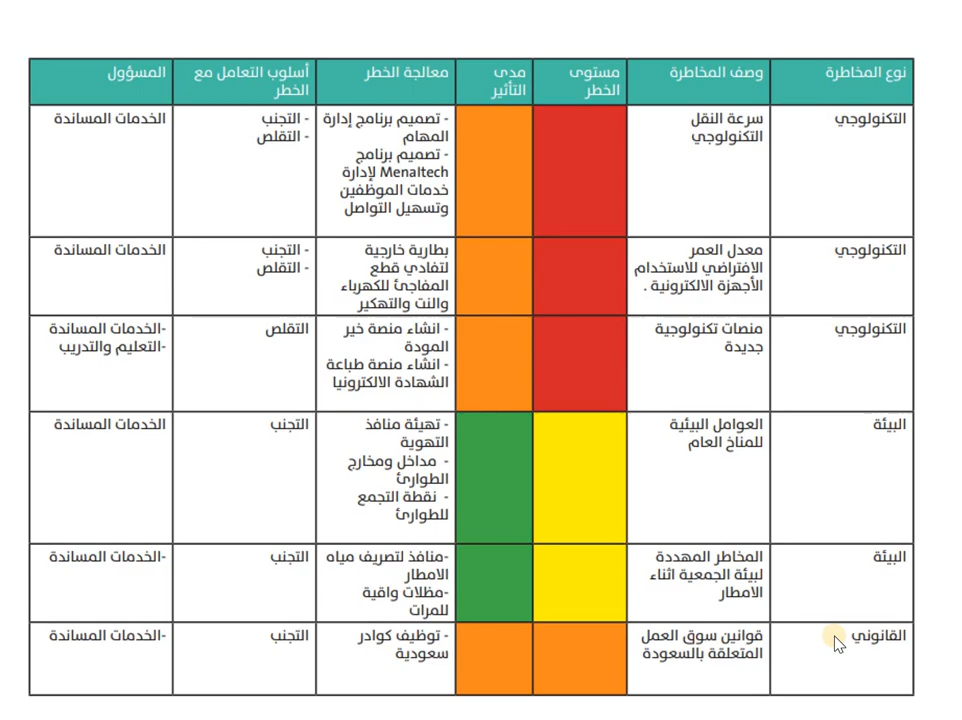 نوع المخاطرة
وصف المخاطرة
مستوى
الخطر
مدى
التأثير
معالجة الخطر
أسلوب التعامل مع
الخطر
المسؤول
التكنولوجي
سرعة النقل
التكنولوجي
- تصميم برنامج إدارة
المهام
- تصميم برنامج
Menaltech لإدارة
خدمات الموظفين
وتسهيل التواصل
- التجنب
- التقلص
الخدمات المساندة
التكنولوجي
معدل العمر
الافتراضي للاستخدام
الأجهزة الالكترونية .
بطارية خارجية
لتفادي قطع
المفاجئ للكهرباء
والنت والتهكير
- التجنب
- التقلص
الخدمات المساندة
التكنولوجي
منصات تكنولوجية
جديدة
- انشاء منصة خير
المودة
- انشاء منصة طباعة
الشهادة الالكترونيا
التقلص
-الخدمات المساندة
-التعليم والتدريب
البيئة
العوامل البيئية
للمناخ العام
- تهيئة منافذ
التهوية
- مداخل ومخارج
الطوارئ
- نقطة التجمع
للطوارئ
التجنب
الخدمات المساندة
البيئة
المخاطر المهددة
لبيئة الجمعية اثناء
الامطار
-منافذ لتصريف مياه
الامطار
-مظلات واقية
للمرات
التجنب
-الخدمات المساندة
القانوني
قوانين سوق العمل
المتعلقة بالسعودة
- توظيف كوادر
سعودية
التجنب
-الخدمات المساندة